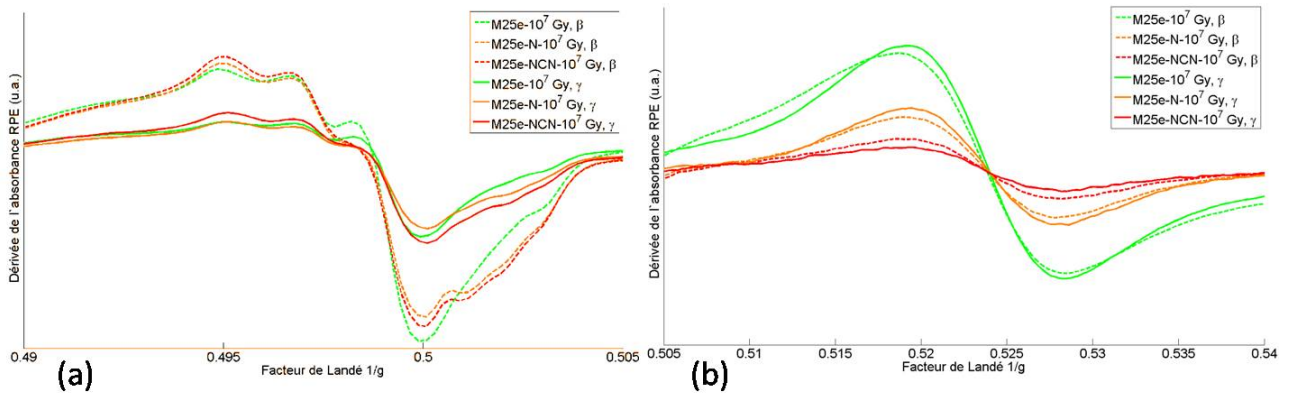 M25e-10⁷ Gy, β
M25e-N-10⁷ Gy, β
M25e-NCN-10⁷ Gy, β
M25e-10⁷ Gy, γ
M25e-N-10⁷ Gy, γ
M25e-NCN-10⁷ Gy, γ
Dérivée de l`absorbance RPE (u.a.)
0.49
0.495
0.5
0.505
Facteur de Landé 1/g
(a)
M25e-10⁷ Gy, β
M25e-N-10⁷ Gy, β
M25e-NCN-10⁷ Gy, β
M25e-10⁷ Gy, γ
M25e-N-10⁷ Gy, γ
M25e-NCN-10⁷ Gy, γ
Dérivée de l`absorbance RPE (u.a.)
0.505
0.51
0.515
0.52
0.525
0.53
0.535
0.54
Facteur de Landé 1/g
(b)